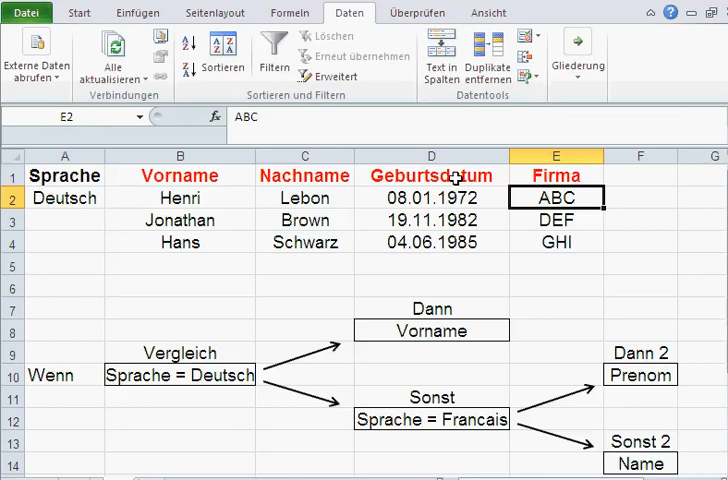 Datei Start Einfügen Seitenlayout Formeln Daten Überprüfen Ansicht
Externe Daten abrufen
Alle aktualisieren
Verbindungen
Sortieren
Filtern
Löschen
Erneut übernehmen
Erweitert
Sortieren und Filtern
Text in Spalten
Duplikate entfernen
Datentools
Gliederung
E2 fx ABC
A B C D E F G
1 Sprache Vorname Nachname Geburtsdatum Firma
2 Deutsch Henri Lebon 08.01.1972 ABC
3 Jonathan Brown 19.11.1982 DEF
4 Hans Schwarz 04.06.1985 GHI
5
6
7 Dann
8 Vorname
9 Vergleich Dann 2
10 Wenn Sprache = Deutsch Prenom
11 Sonst
12 Sprache = Francais
13 Sonst 2
14 Name